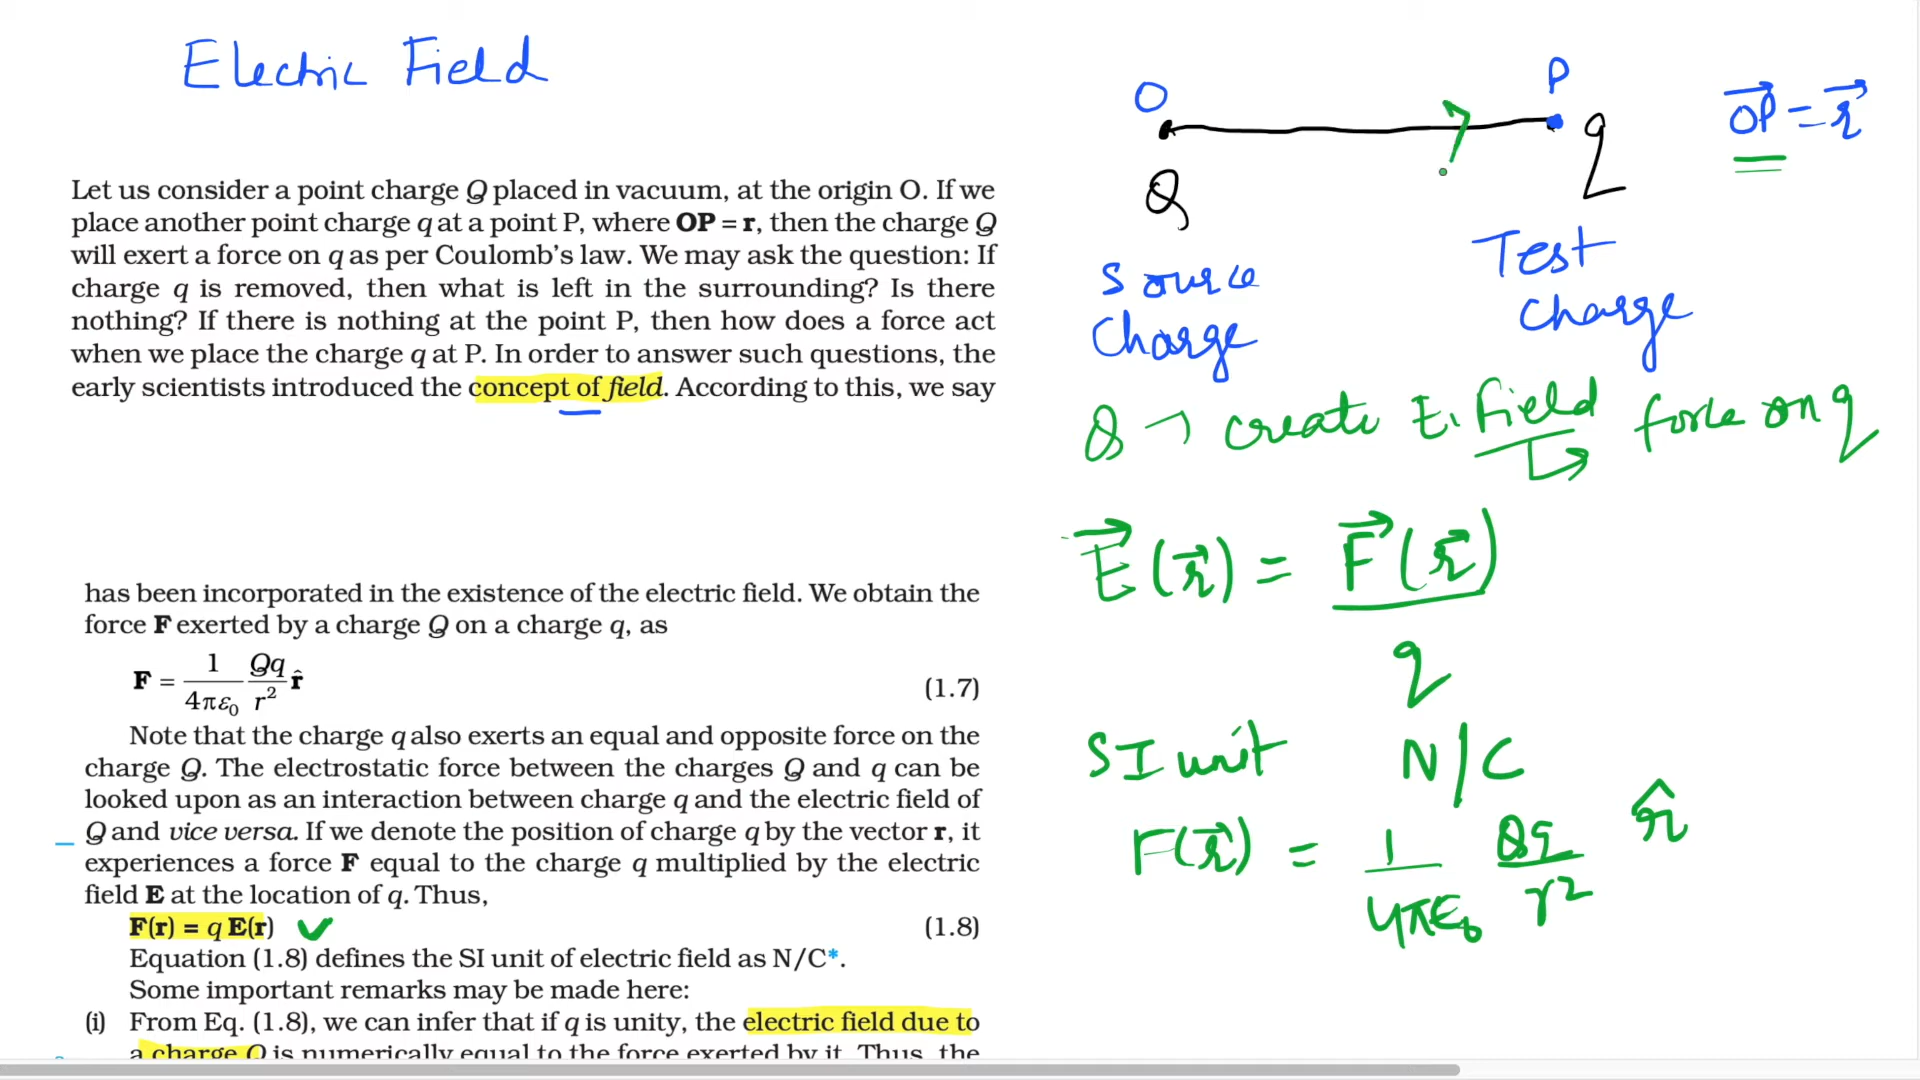 Electric Field
Let us consider a point charge Q placed in vacuum, at the origin O. If we
place another point charge q at a point P, where OP = r, then the charge Q
will exert a force on q as per Coulomb's law. We may ask the question: If
charge q is removed, then what is left in the surrounding? Is there
nothing? If there is nothing at the point P, then how does a force act
when we place the charge q at P. In order to answer such questions, the
early scientists introduced the concept of field. According to this, we say
has been incorporated in the existence of the electric field. We obtain the
force F exerted by a charge Q on a charge q, as
F = 1/4πε₀ Qq/r² r̂ (1.7)
Note that the charge q also exerts an equal and opposite force on the
charge Q. The electrostatic force between the charges Q and q can be
looked upon as an interaction between charge q and the electric field of
Q and vice versa. If we denote the position of charge q by the vector r, it
experiences a force F equal to the charge q multiplied by the electric
field E at the location of q. Thus,
F(r) = q E(r) (1.8)
Equation (1.8) defines the SI unit of electric field as N/C*.
Some important remarks may be made here:
(i) From Eq. (1.8), we can infer that if q is unity, the electric field due to
a charge Q is numerically equal to the force exerted by it. Thus, the
O P
Q q
OP⃗ = r⃗
Source
Charge
Test
Charge
Q → create E. Field → force on q
E⃗(r⃗) = F⃗(r⃗)
q
SI unit N/C
F(r⃗) = 1/4πε₀ Qq/r² r̂